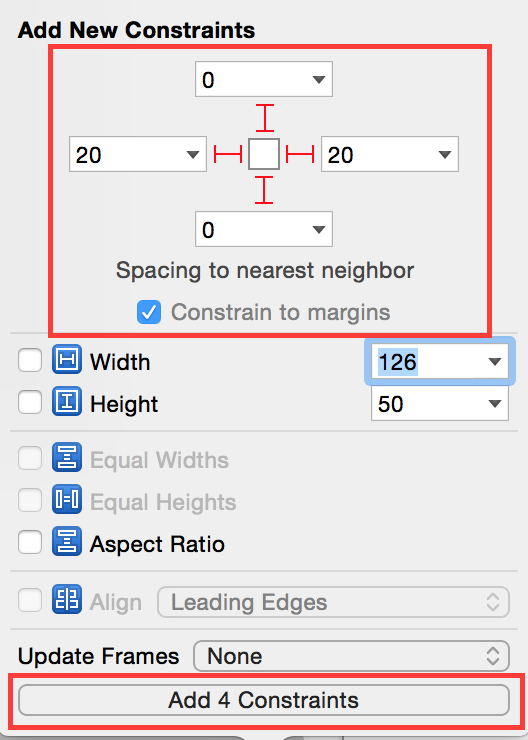 Add New Constraints
0
20 20
0
Spacing to nearest neighbor
Constrain to margins
Width 126
Height 50
Equal Widths
Equal Heights
Aspect Ratio
Align Leading Edges
Update Frames None
Add 4 Constraints